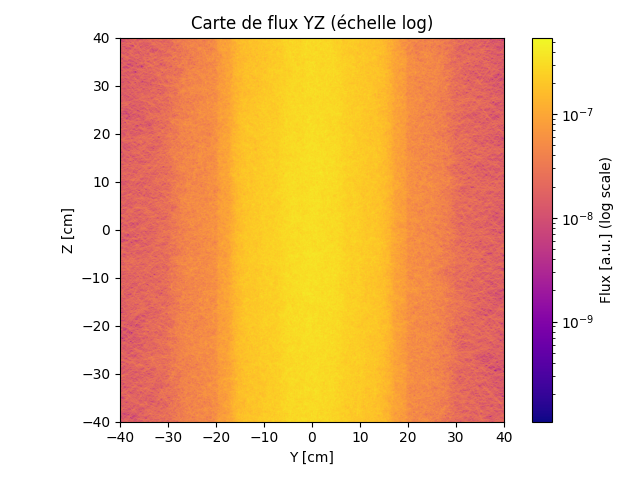 Carte de flux YZ (échelle log)
40
30
20
10
0
−10
−20
−30
−40
Z [cm]
−40 −30 −20 −10 0 10 20 30 40
Y [cm]
10⁻⁷
10⁻⁸
10⁻⁹
Flux [a.u.] (log scale)